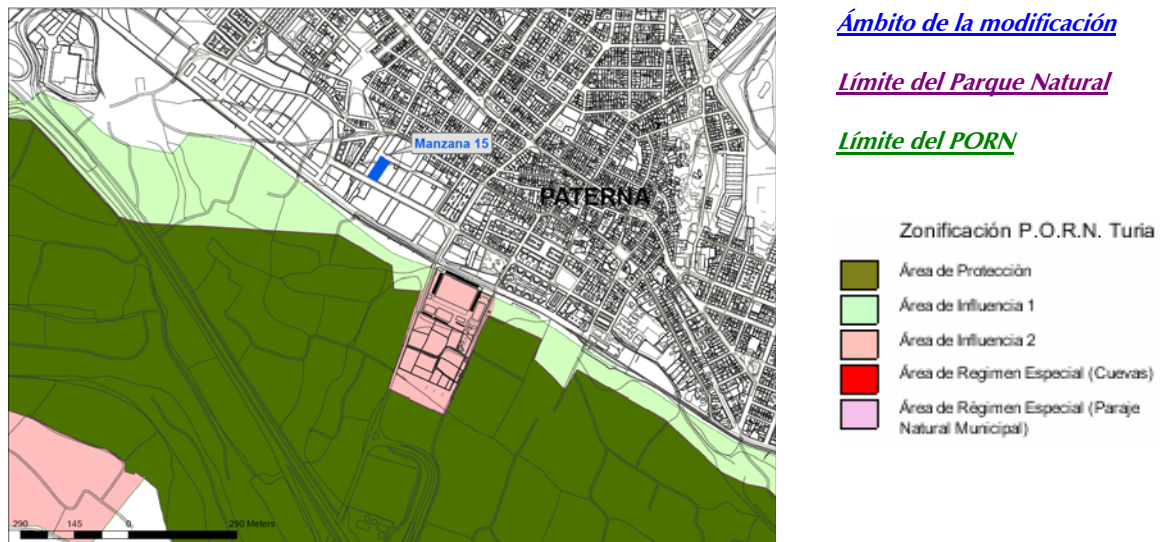 Manzana 15
PATERNA
290 145 0 290 Meters
Ámbito de la modificación
Límite del Parque Natural
Límite del PORN
Zonificación P.O.R.N. Turia
Área de Protección
Área de Influencia 1
Área de Influencia 2
Área de Regimen Especial (Cuevas)
Área de Règimen Especial (Paraje
Natural Municipal)